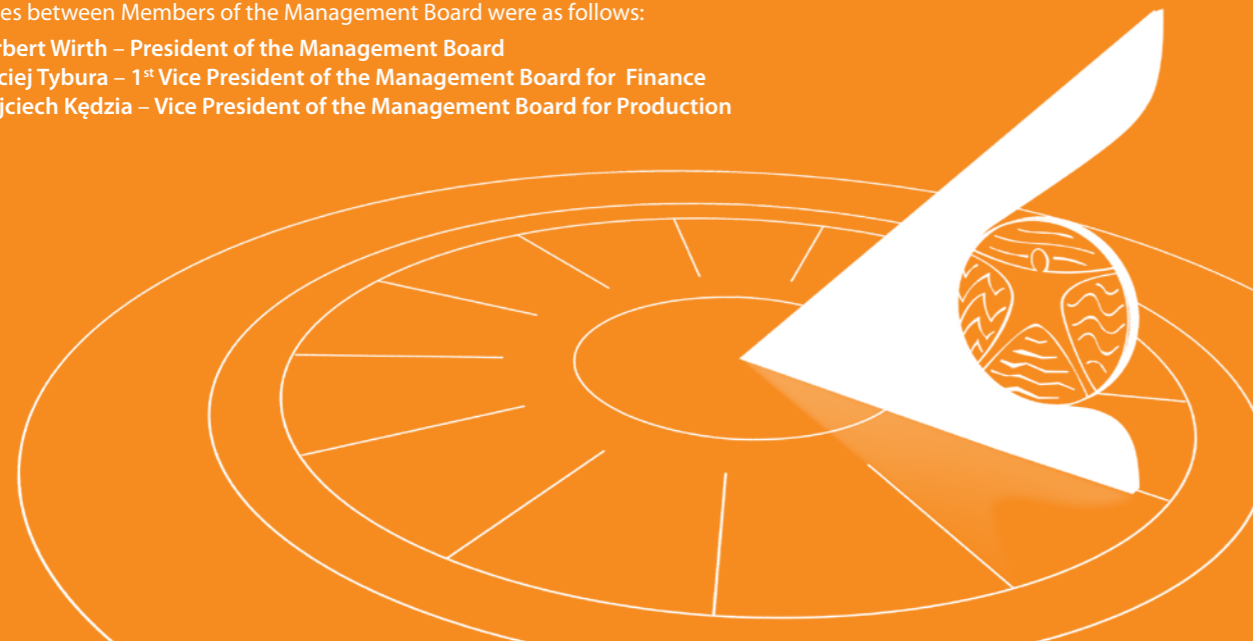 es between Members of the Management Board were as follows:
rbert Wirth – President of the Management Board
ciej Tybura – 1st Vice President of the Management Board for Finance
jciech Kędzia – Vice President of the Management Board for Production